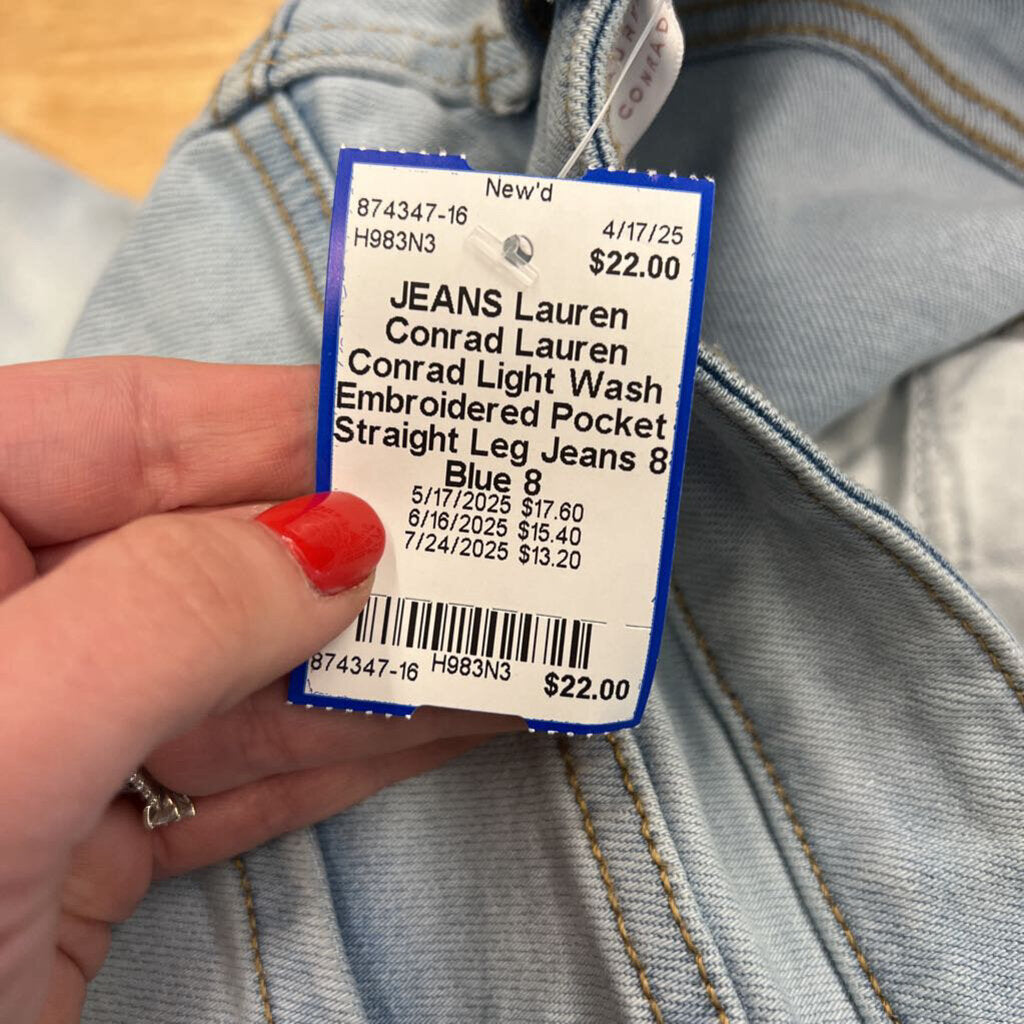 CONRAD
New'd
874347-16
4/17/25
H983N3
$22.00
JEANS Lauren
Conrad Lauren
Conrad Light Wash
Embroidered Pocket
Straight Leg Jeans 8
Blue 8
5/17/2025 $17.60
6/16/2025 $15.40
7/24/2025 $13.20
874347-16 H983N3
$22.00